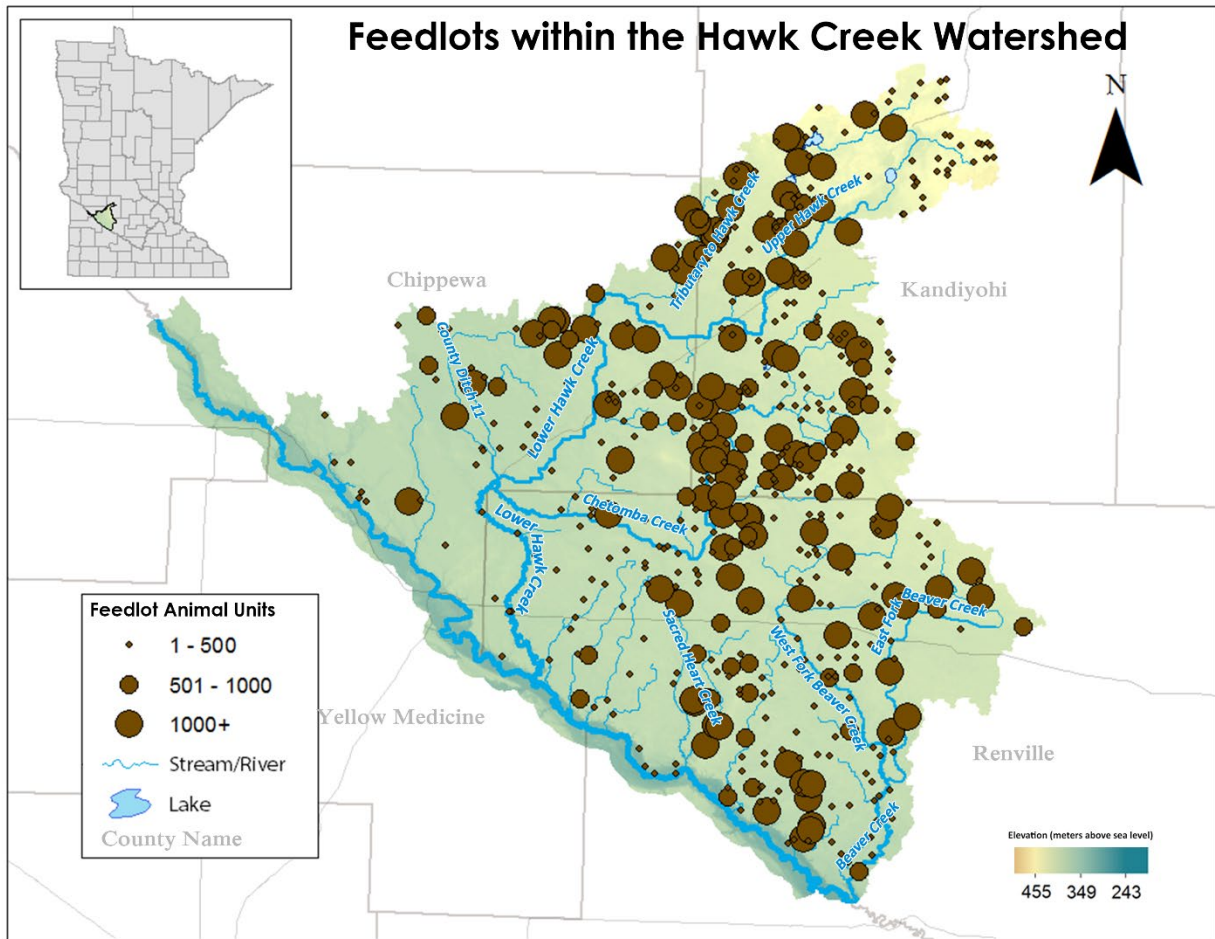 Feedlots within the Hawk Creek Watershed
N
Chippewa
Kandiyohi
Tributary to Hawk Creek
Upper Hawk Creek
County Ditch 11
Lower Hawk Creek
Chetomba Creek
Lower
Hawk Creek
Sacred Heart Creek
West Fork Beaver Creek
East Fork
Beaver Creek
Beaver Creek
Yellow Medicine
Renville
Feedlot Animal Units
1 - 500
501 - 1000
1000+
Stream/River
Lake
County Name
Elevation (meters above sea level)
455 349 243